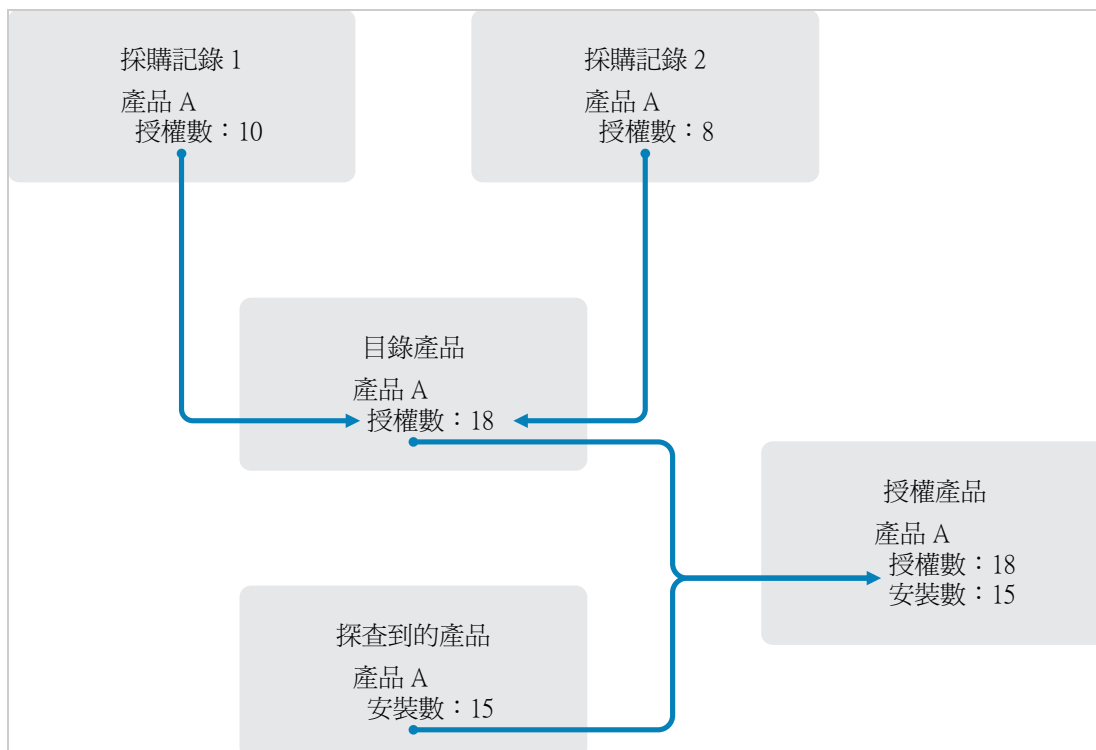 採購記錄 1
產品 A
授權數：10
採購記錄 2
產品 A
授權數：8
目錄產品
產品 A
授權數：18
授權產品
產品 A
授權數：18
安裝數：15
探查到的產品
產品 A
安裝數：15